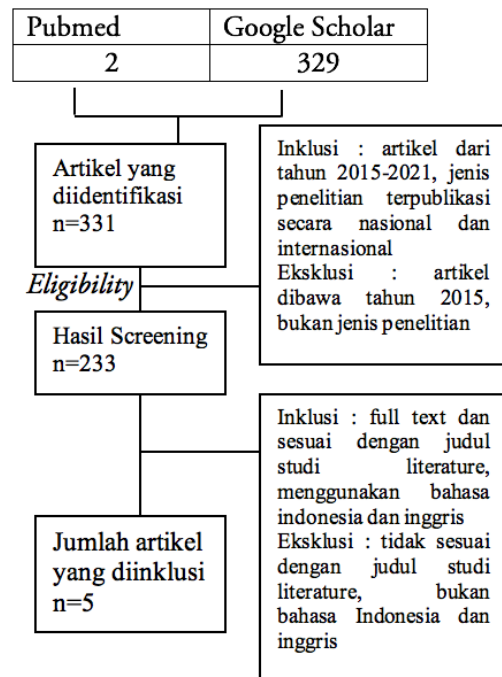 Pubmed Google Scholar
2 329
Artikel yang
diidentifikasi
n=331
Inklusi : artikel dari
tahun 2015-2021, jenis
penelitian terpublikasi
secara nasional dan
internasional
Eksklusi : artikel
dibawa tahun 2015,
bukan jenis penelitian
Eligibility
Hasil Screening
n=233
Inklusi : full text dan
sesuai dengan judul
studi literature,
menggunakan bahasa
indonesia dan inggris
Eksklusi : tidak sesuai
dengan judul studi
literature, bukan
bahasa Indonesia dan
inggris
Jumlah artikel
yang diinklusi
n=5